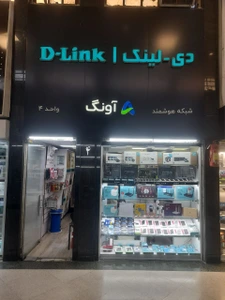 D-Link | دی-لینک
آونگ
شبکه هوشمند
واحد ۴